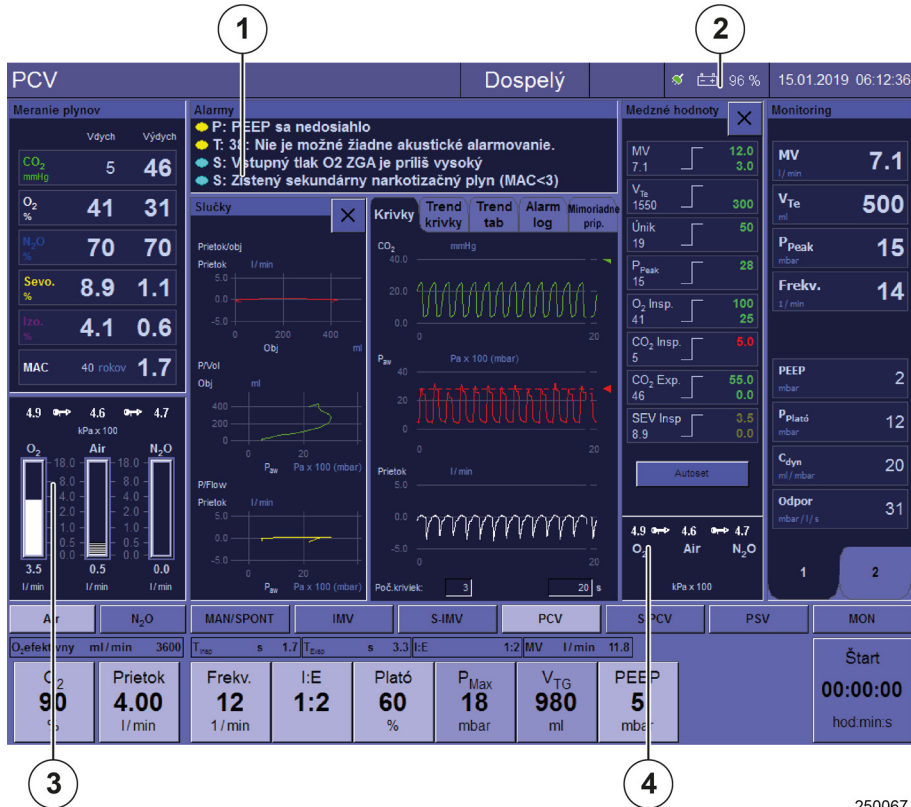 1
2
PCV
Dospelý
96 %
15.01.2019 06:12:36
Meranie plynov
Vdych Výdych
CO2 mmHg 5 46
O2 % 41 31
N2O % 70 70
Sevo. % 8.9 1.1
Izo. % 4.1 0.6
MAC 40 rokov 1.7
Alarmy
P: PEEP sa nedosiahlo
T: 38: Nie je možné žiadne akustické alarmovanie.
S: Vstupný tlak O2 ZGA je príliš vysoký
S: Zistený sekundárny narkotizačný plyn (MAC<3)
Slučky
Prietok/obj
Prietok l/min
5.0
0.0
-5.0
0 200 400
Obj ml
P/Vol
Obj ml
400
200
0 20
Paw Pa x 100 (mbar)
P/Flow
Prietok l/min
5.0
0.0
-5.0
0 20
Paw Pa x 100 (mbar)
Krivky
Trend krivky
Trend tab
Alarm log
Mimoriadne príp.
CO2 mmHg
40.0
20.0
0.0
0 20
Paw Pa x 100 (mbar)
40
20
0
0 20
Prietok l/min
5.0
0.0
-5.0
0 20
Poč.kriviek: 3 20 s
Medzné hodnoty
MV 12.0
7.1 3.0
VTe
1550 300
Únik 50
19
PPeak 28
15
O2 Insp. 100
41 25
CO2 Insp. 5.0
5
CO2 Exp. 55.0
46 0.0
SEV Insp 3.5
8.9 0.0
Autoset
4.9 4.6 4.7
O2 Air N2O
kPa x 100
Monitoring
MV l/min 7.1
VTe ml 500
PPeak mbar 15
Frekv. 1/min 14
PEEP mbar 2
PPlató mbar 12
Cdyn ml/mbar 20
Odpor mbar/l/s 31
1 2
4.9 4.6 4.7
kPa x 100
O2 Air N2O
18.0 18.0
8.0 8.0
4.0 4.0
2.0 2.0
1.0 1.0
0.5 0.5
0.0 0.0
3.5 0.5 0.0
l/min l/min l/min
Air N2O MAN/SPONT IMV S-IMV PCV S-PCV PSV MON
O2efektívny ml/min 3600 TInsp s 1.7 TExsp s 3.3 I:E 1:2 MV l/min 11.8
O2 90 %
Prietok 4.00 l/min
Frekv. 12 1/min
I:E 1:2
Plató 60 %
PMax 18 mbar
VTG 980 ml
PEEP 5 mbar
Štart
00:00:00
hod:min:s
3
4
250067